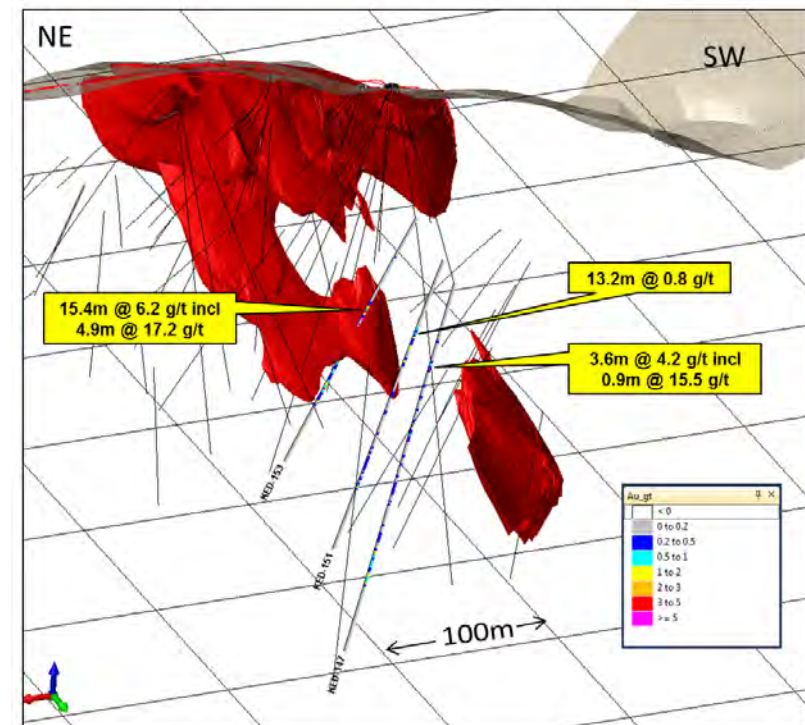 NE
SW
13.2m @ 0.8 g/t
15.4m @ 6.2 g/t incl
4.9m @ 17.2 g/t
3.6m @ 4.2 g/t incl
0.9m @ 15.5 g/t
KED-153
KED-151
KED-147
100m
Au_gt
< 0
0 to 0.2
0.2 to 0.5
0.5 to 1
1 to 2
2 to 3
3 to 5
>= 5